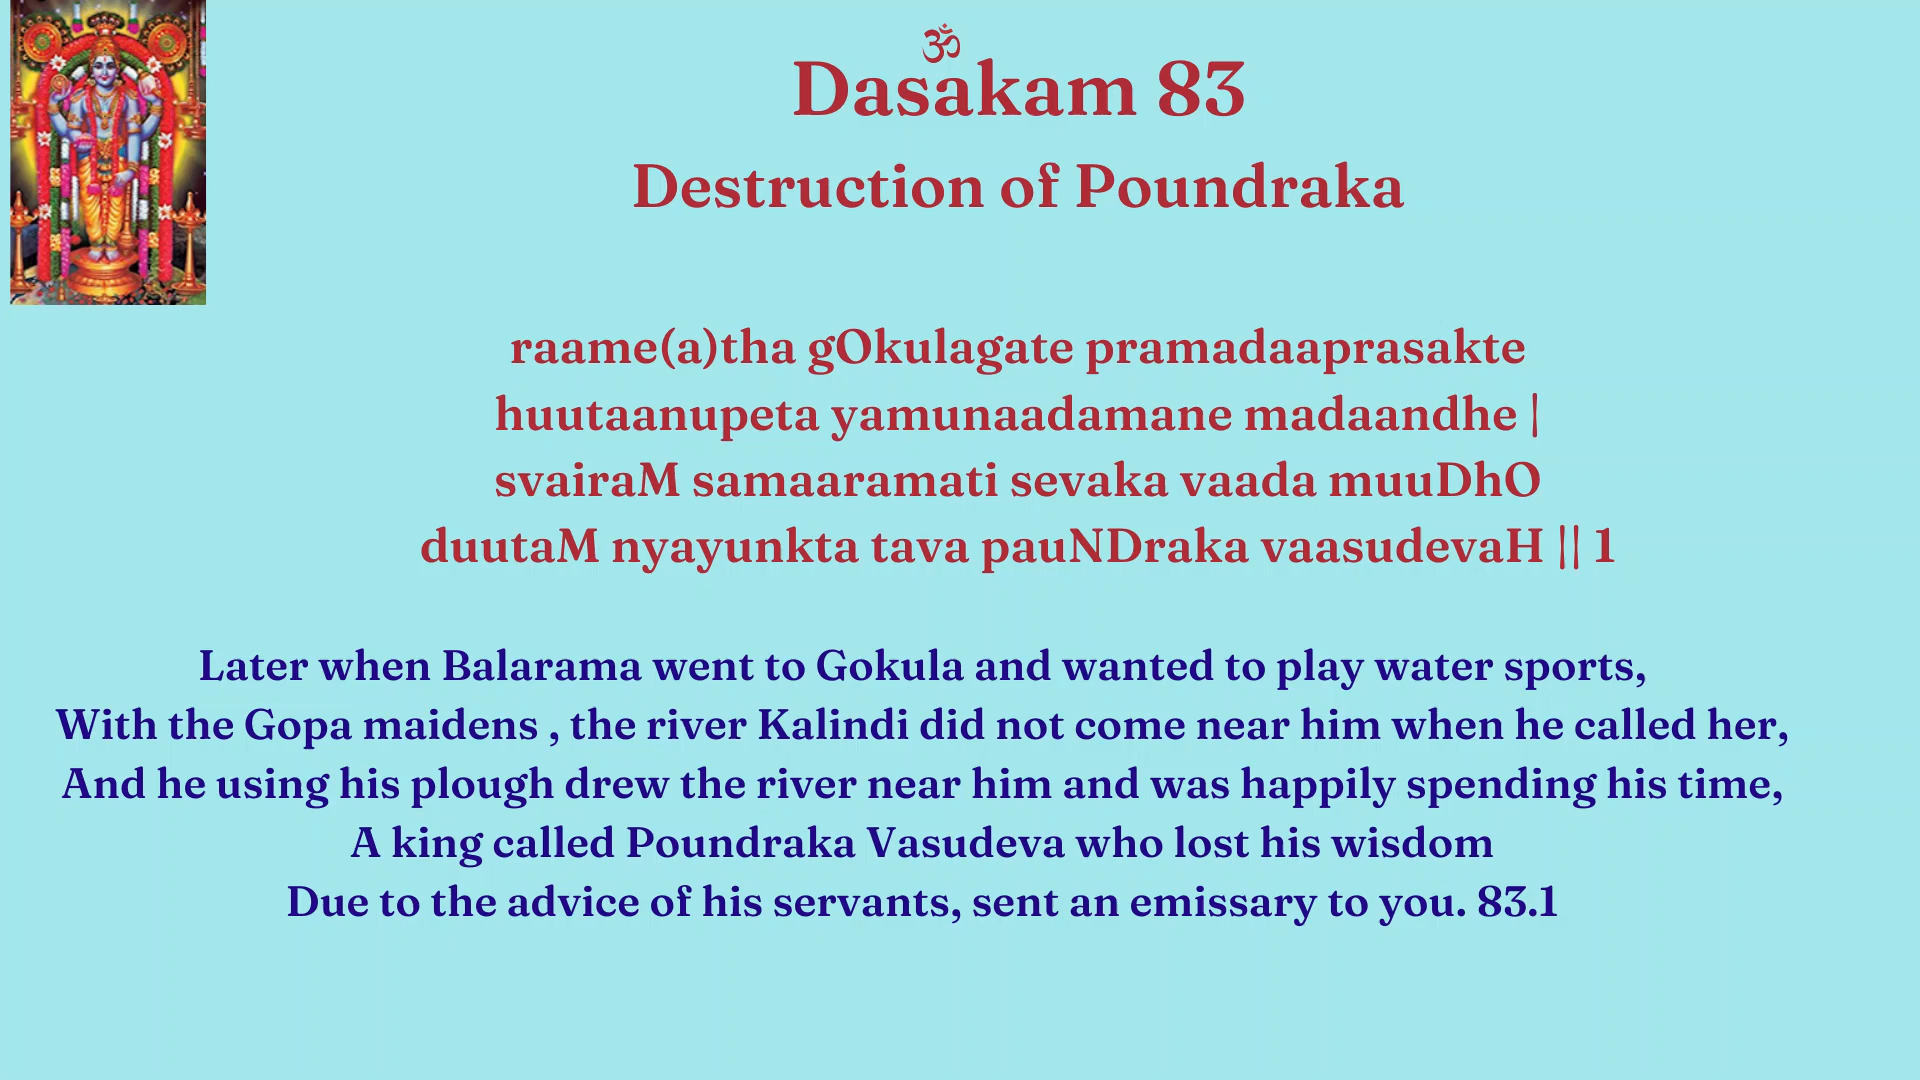 ॐ
Dasakam 83
Destruction of Poundraka
raame(a)tha gOkulagate pramadaaprasakte
huutaanupeta yamunaadamane madaandhe |
svairaM samaaramati sevaka vaada muuDhO
duutaM nyayunkta tava pauNDraka vaasudevaH || 1
Later when Balarama went to Gokula and wanted to play water sports,
With the Gopa maidens , the river Kalindi did not come near him when he called her,
And he using his plough drew the river near him and was happily spending his time,
A king called Poundraka Vasudeva who lost his wisdom
Due to the advice of his servants, sent an emissary to you. 83.1